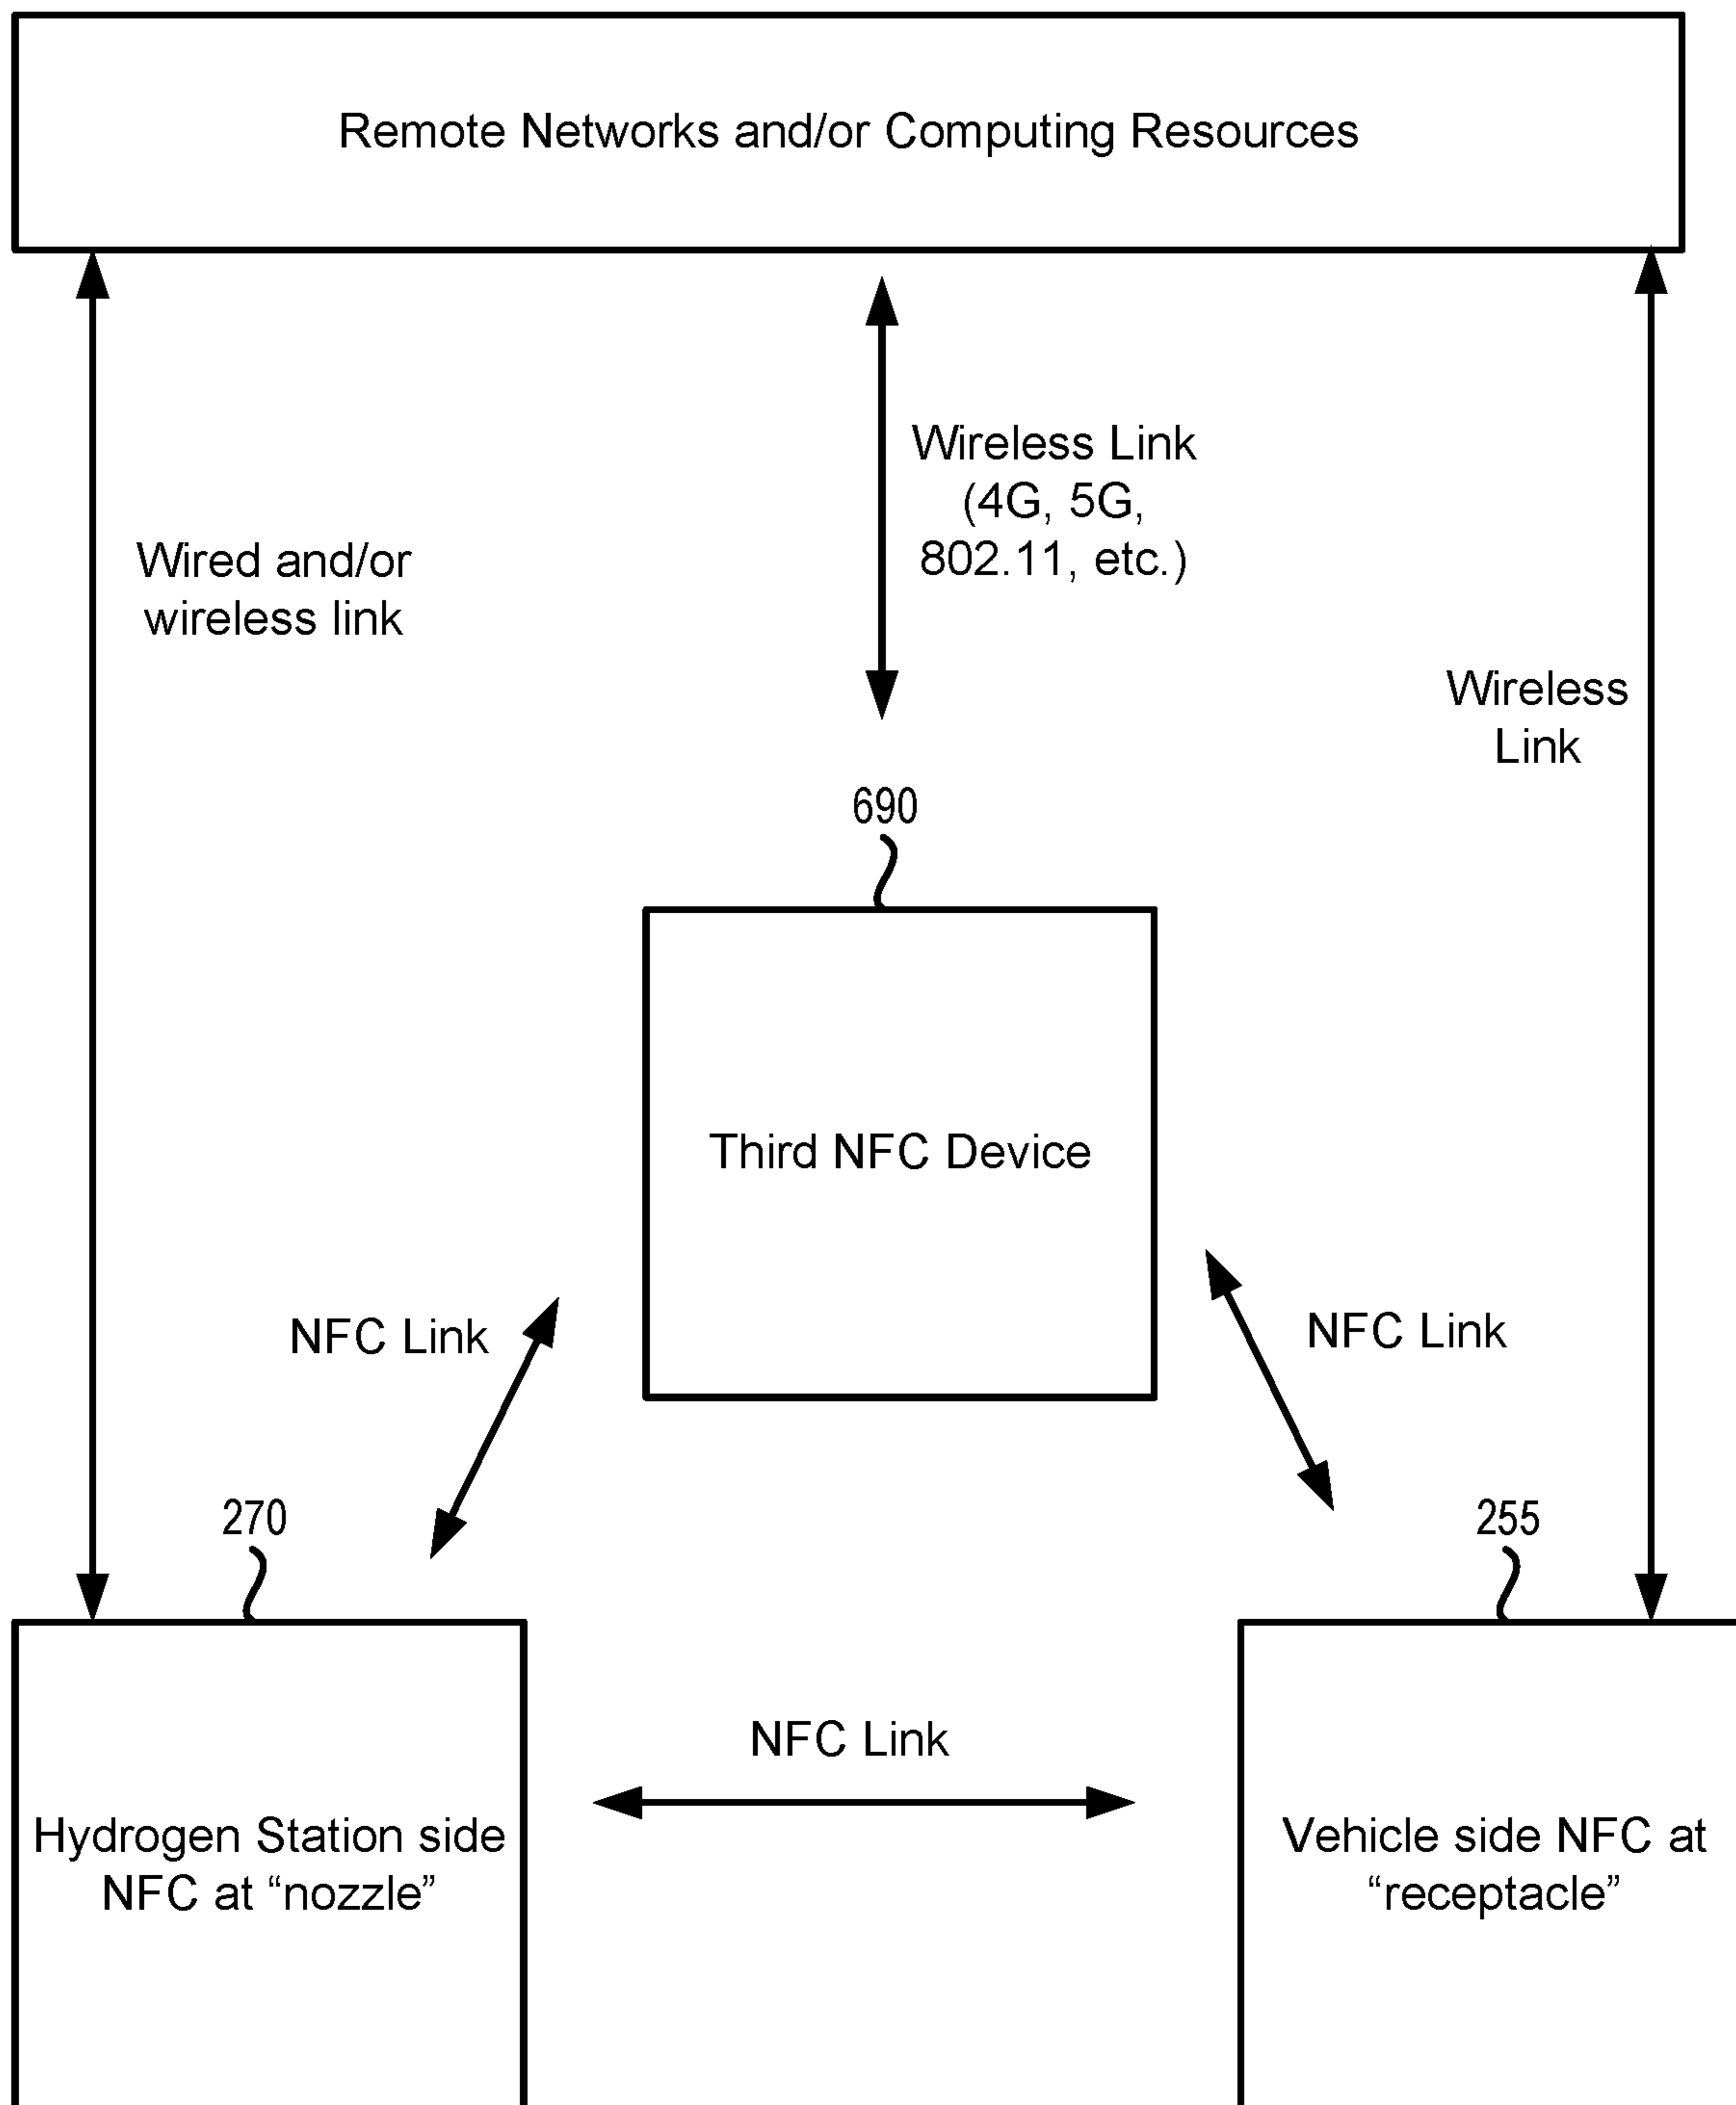 Remote Networks and/or Computing Resources
Wireless Link
(4G, 5G,
802.11, etc.)
Wired and/or
wireless link
Wireless
Link
690
Third NFC Device
NFC Link
NFC Link
270
255
NFC Link
Hydrogen Station side
NFC at “nozzle”
Vehicle side NFC at
“receptacle”